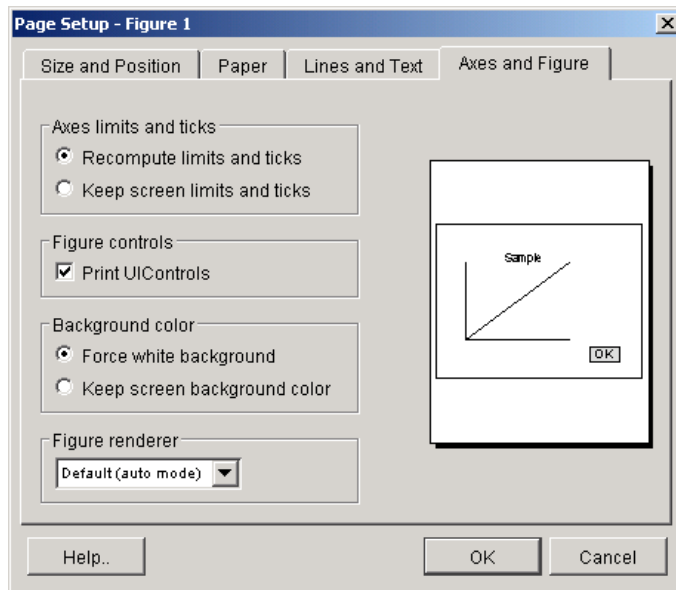 Page Setup - Figure 1
Size and Position
Paper
Lines and Text
Axes and Figure
Axes limits and ticks
Recompute limits and ticks
Keep screen limits and ticks
Figure controls
Print UIControls
Background color
Force white background
Keep screen background color
Figure renderer
Default (auto mode)
Sample
OK
Help..
OK
Cancel